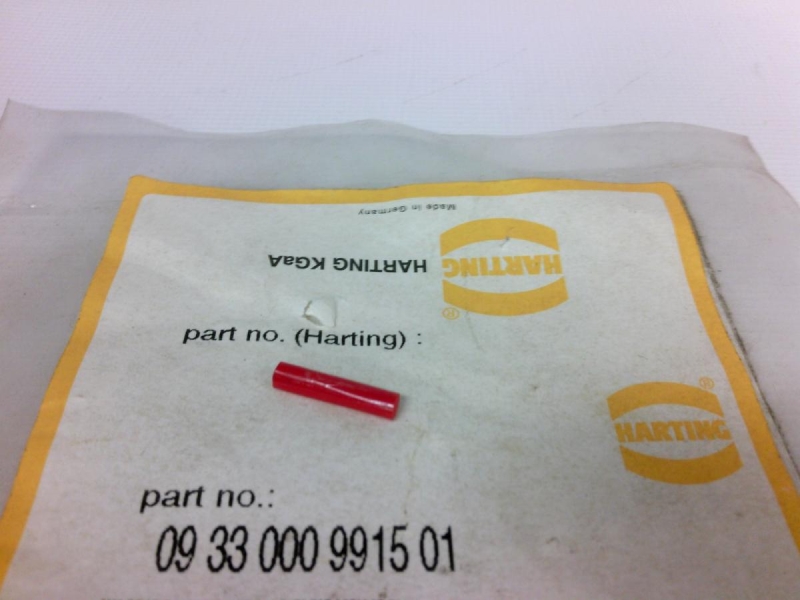 Made in Germany
HARTING KGaA
HARTING
®
part no. (Harting) :
®
HARTING
part no.:
09 33 000 9915 01